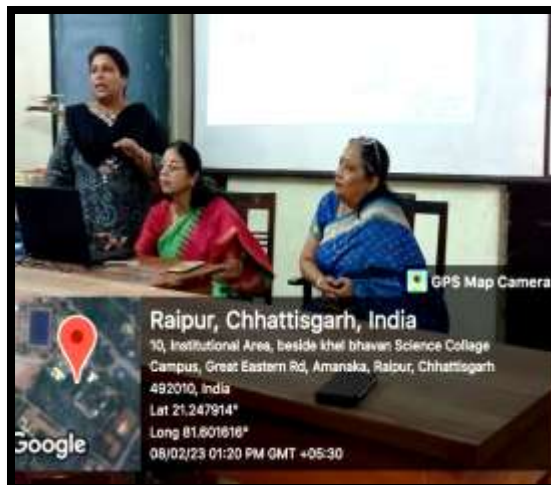 GPS Map Camera
Raipur, Chhattisgarh, India
10, Institutional Area, beside khel bhavan Science Collage
Campus, Great Eastern Rd, Amanaka, Raipur, Chhattisgarh
492010, India
Lat 21.247914°
Long 81.601616°
08/02/23 01:20 PM GMT +05:30
Google